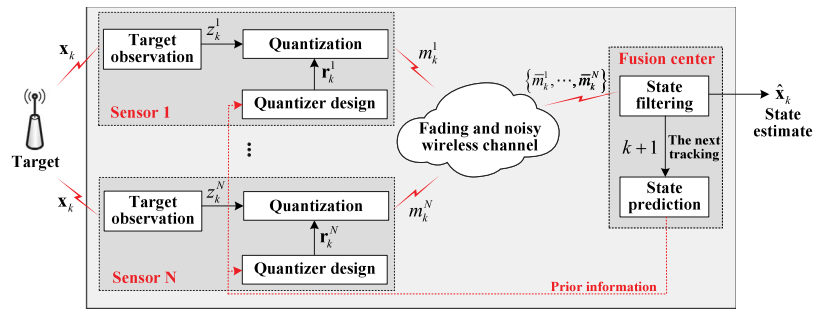 x_k
Target
x_k
Target
observation
z_k^1
Quantization
r_k^1
Quantizer design
Sensor 1
m_k^1
⋮
Target
observation
z_k^N
Quantization
r_k^N
Quantizer design
Sensor N
m_k^N
Fading and noisy
wireless channel
{m̅_k^1, ⋯, m̅_k^N}
Fusion center
State
filtering
x̂_k
State
estimate
k+1
The next
tracking
State
prediction
Prior information